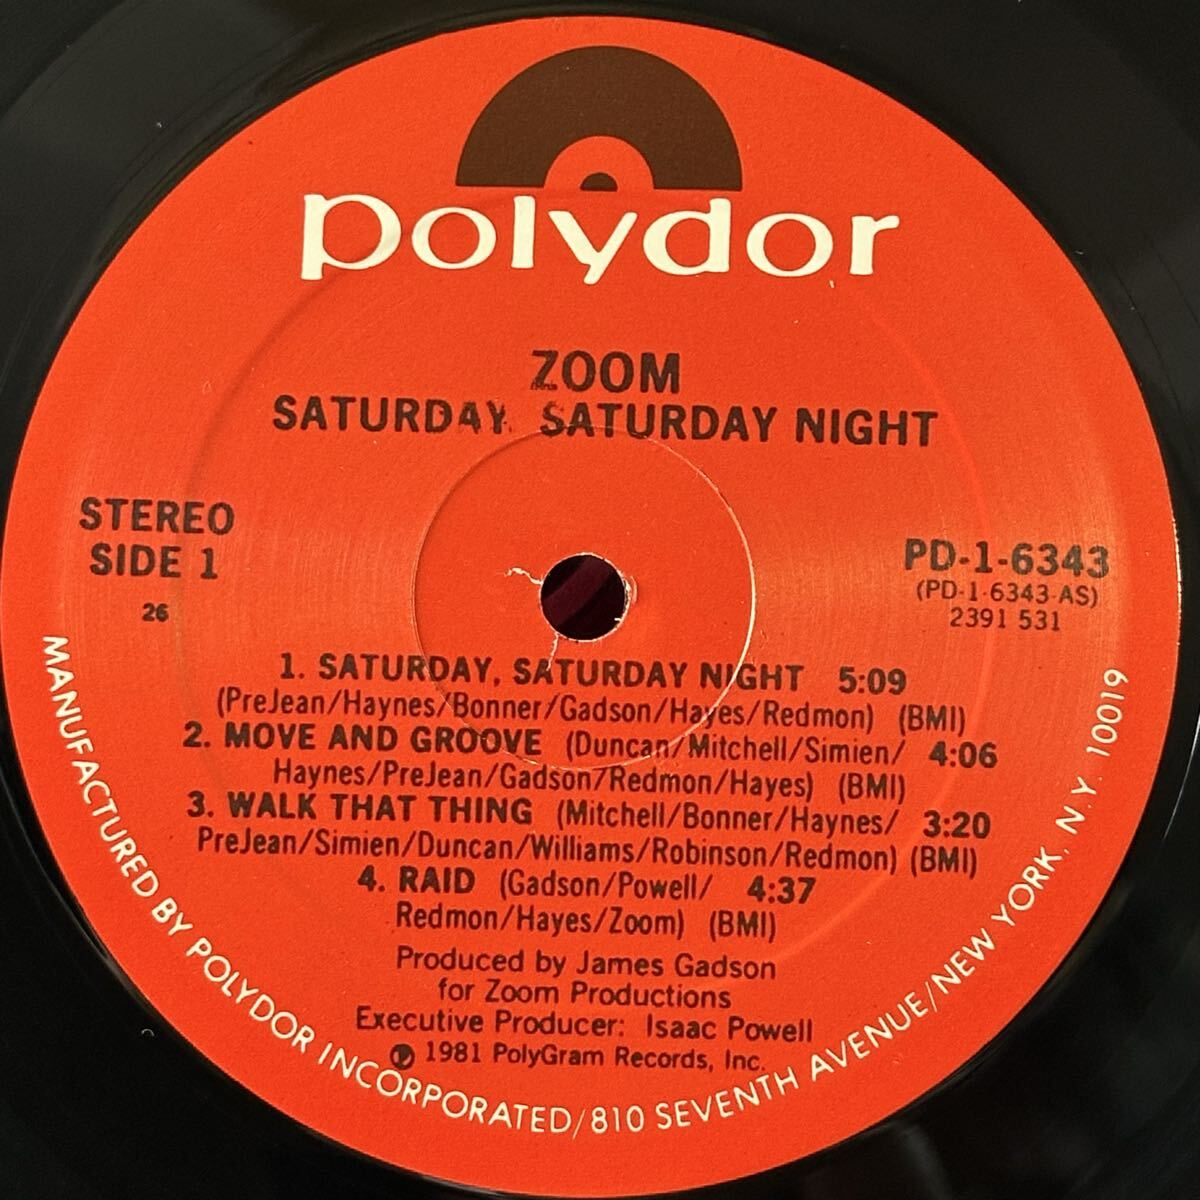 polydor
ZOOM
SATURDAY, SATURDAY NIGHT
STEREO
SIDE 1
26
PD-1-6343
(PD-1-6343-AS)
2391 531
1. SATURDAY, SATURDAY NIGHT 5:09
(PreJean/Haynes/Bonner/Gadson/Hayes/Redmon) (BMI)
2. MOVE AND GROOVE (Duncan/Mitchell/Simien/ 4:06
Haynes/PreJean/Gadson/Redmon/Hayes) (BMI)
3. WALK THAT THING (Mitchell/Bonner/Haynes/ 3:20
PreJean/Simien/Duncan/Williams/Robinson/Redmon) (BMI)
4. RAID (Gadson/Powell/ 4:37
Redmon/Hayes/Zoom) (BMI)
Produced by James Gadson
for Zoom Productions
Executive Producer: Isaac Powell
℗ 1981 PolyGram Records, Inc.
MANUFACTURED BY POLYDOR INCORPORATED/810 SEVENTH AVENUE/NEW YORK, N.Y. 10019